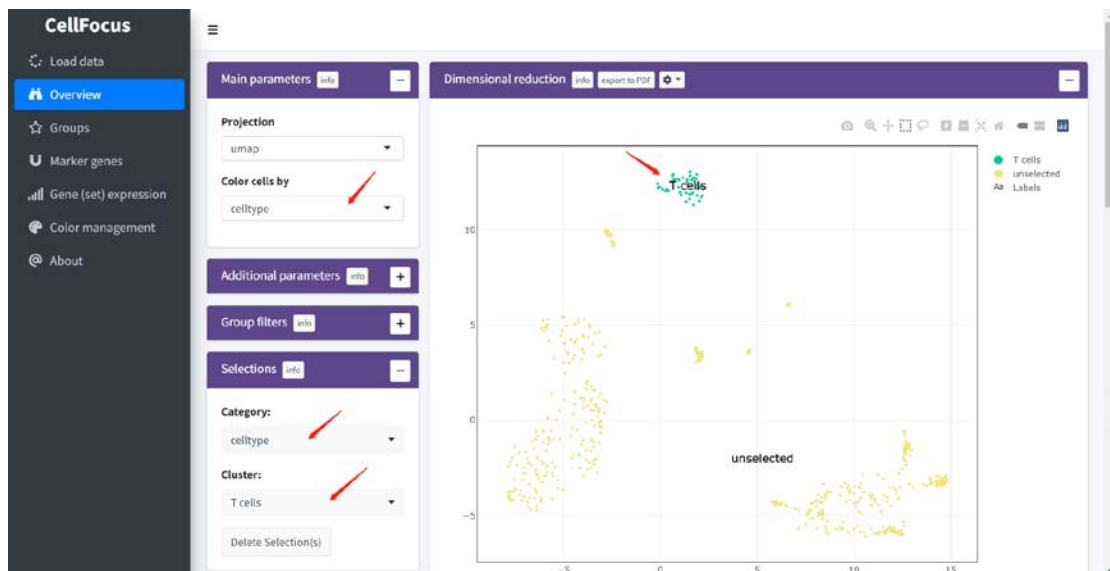 CellFocus
Load data
Overview
Groups
Marker genes
Gene (set) expression
Color management
About
Main parameters info
Projection
umap
Color cells by
celltype
Additional parameters info
Group filters info
Selections info
Category:
celltype
Cluster:
T cells
Delete Selection(s)
Dimensional reduction info export to PDF
T cells
unselected
Aa Labels
T cells
unselected
10
5
0
−5
−5 0 5 10 15